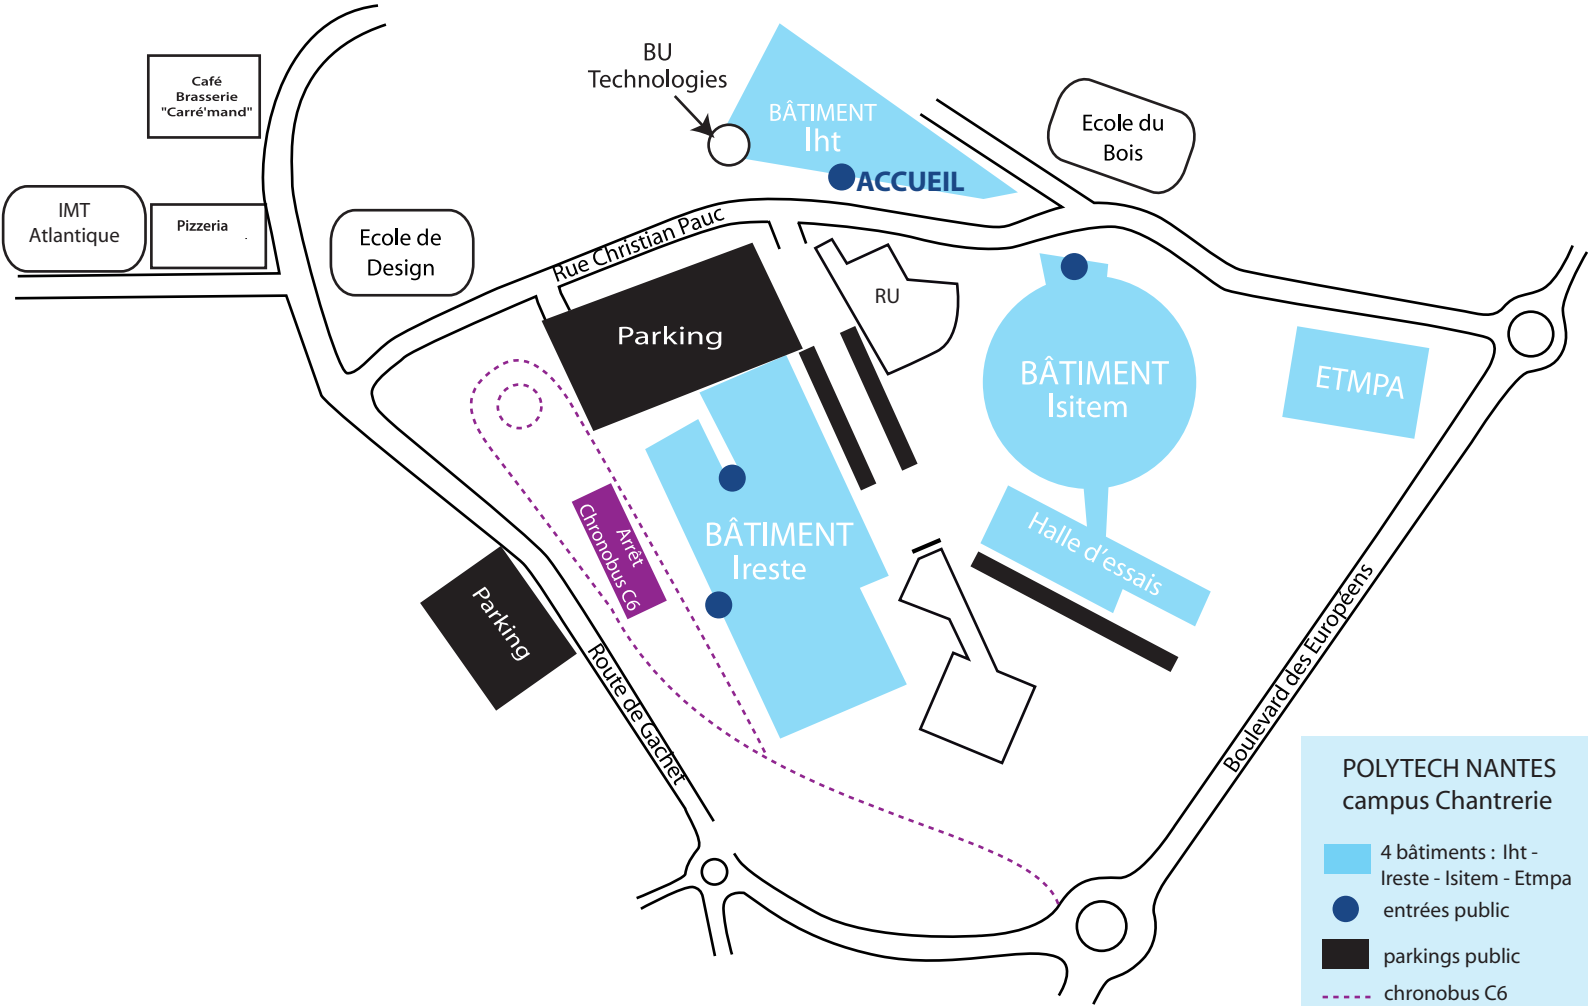 BU
Technologies
Café
Brasserie
"Carré'mand"
BÂTIMENT
Iht
Ecole du
Bois
ACCUEIL
IMT
Atlantique
Pizzeria
.
Ecole de
Design
Rue Christian Pauc
RU
Parking
BÂTIMENT
Isitem
ETMPA
Arrêt
Chronobus C6
BÂTIMENT
Ireste
Halle d'essais
Parking
Route de Gachet
Boulevard des Européens
POLYTECH NANTES
campus Chantrerie
4 bâtiments : Iht -
Ireste - Isitem - Etmpa
entrées public
parkings public
chronobus C6